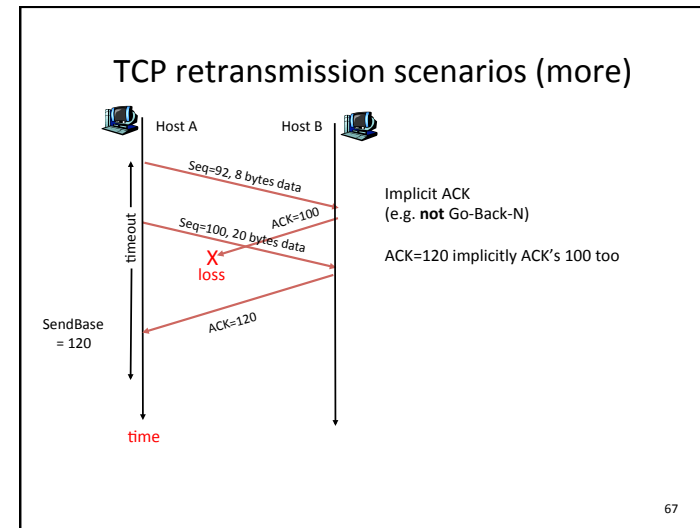 TCP retransmission scenarios (more)
Host A
Host B
Seq=92, 8 bytes data
ACK=100
timeout
Seq=100, 20 bytes data
X
loss
ACK=120
SendBase
= 120
time
Implicit ACK
(e.g. not Go-Back-N)
ACK=120 implicitly ACK's 100 too
67